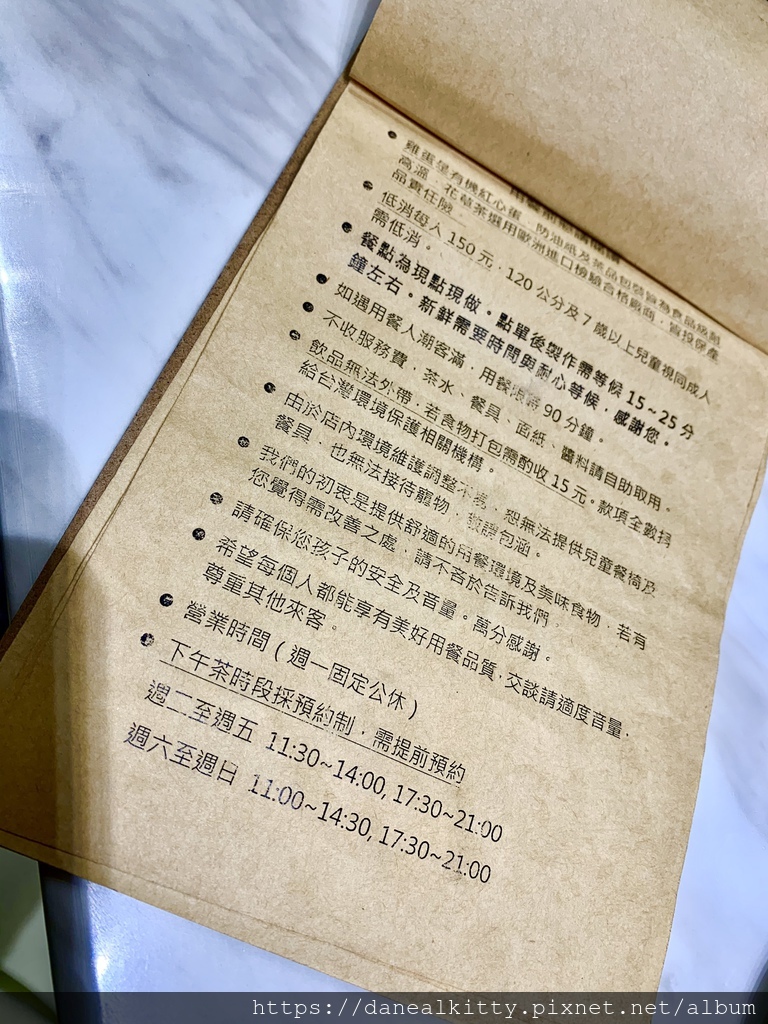 雞蛋是有機紅心蛋、防油紙及茶品包裝皆為食品級耐
高溫、花草茶選用歐洲進口檢驗合格廠商,皆投保產
品責任險。
低消每人 150 元,120 公分及 7 歲以上兒童視同成人
需低消。
餐點為現點現做。點單後製作需等候 15~25 分
鐘左右。新鮮需要時間與耐心等候,感謝您。
如遇用餐人潮客滿,用餐限時 90 分鐘。
不收服務費,茶水、餐具、面紙、醬料請自助取用。
飲品無法外帶,若食物打包需酌收 15 元。款項全數捐
給台灣環境保護相關機構。
由於店內環境維護調整不易,恕無法提供兒童餐椅及
餐具,也無法接待寵物,敬請包涵。
我們的初衷是提供舒適的用餐環境及美味食物,若有
您覺得需改善之處,請不吝於告訴我們。
請確保您孩子的安全及音量。萬分感謝。
希望每個人都能享有美好用餐品質,交談請適度音量,
尊重其他來客。
營業時間(週一固定公休)
下午茶時段採預約制,需提前預約
週二至週五 11:30~14:00, 17:30~21:00
週六至週日 11:00~14:30, 17:30~21:00
https://danealkitty.pixnet.net/album